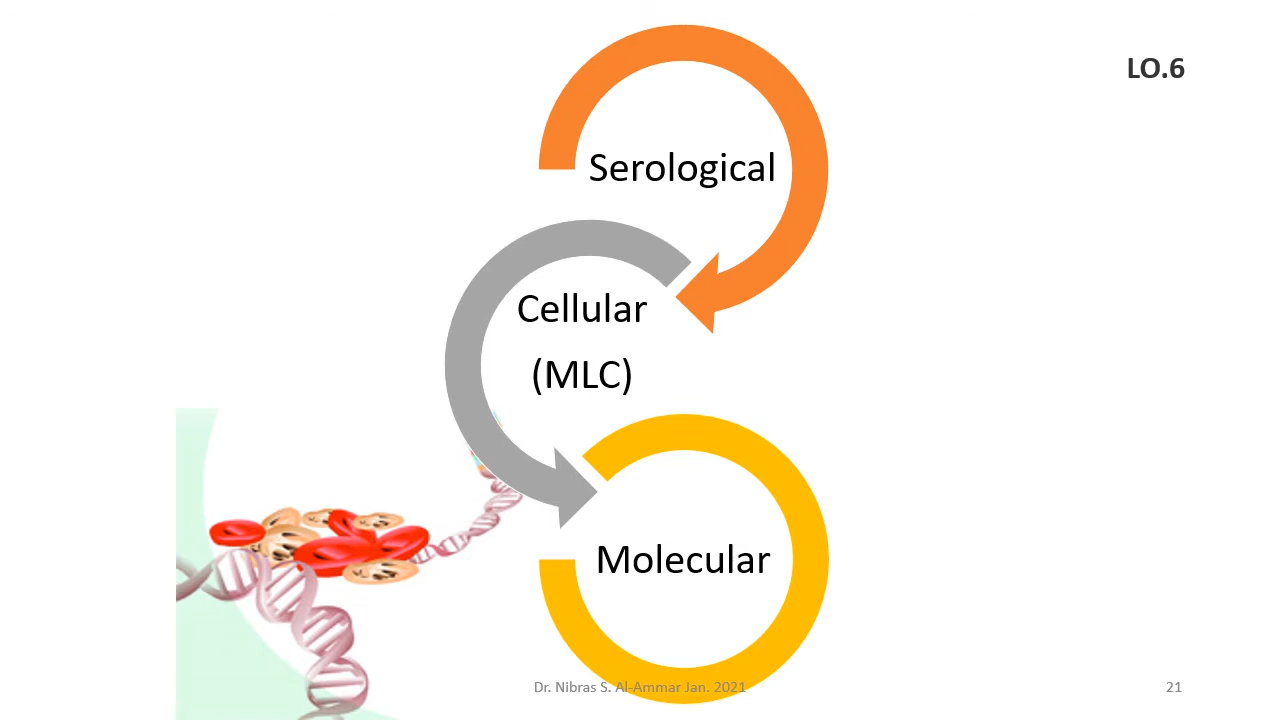 LO.6
Serological
Cellular
(MLC)
Molecular
Dr. Nibras S. Al-Ammar Jan. 2021
21